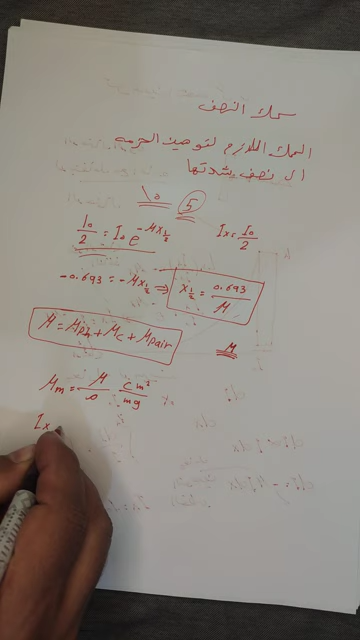 سمك النصف
السمك اللازم لتوهين الحزمه
الى نصف شدتها
10 5
I₀/2 = I₀ e^-μx½    Ix = I₀/2
-0.693 = -μx½ ⇒ x½ = 0.693/μ
μ = μph + μc + μpair    μ
μm = μ/ρ cm²/mg
Ix